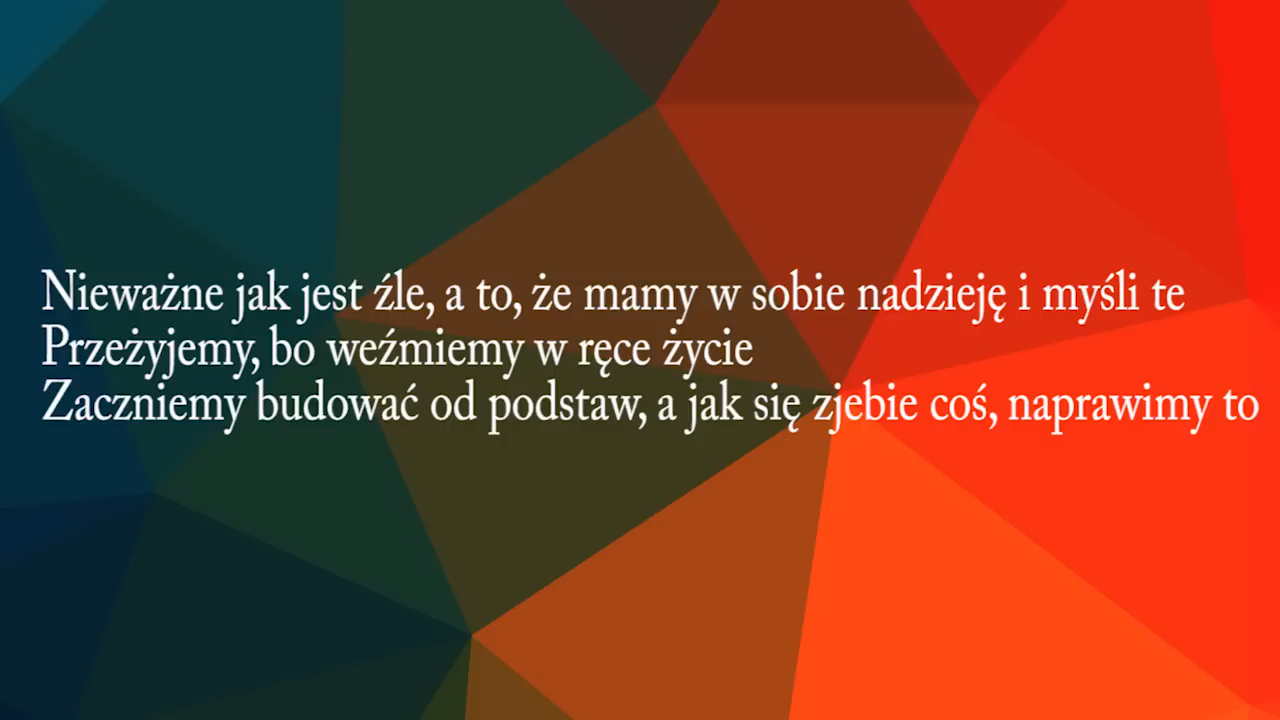 Nieważne jak jest źle, a to, że mamy w sobie nadzieję i myśli te
Przeżyjemy, bo weźmiemy w ręce życie
Zaczniemy budować od podstaw, a jak się zjebie coś, naprawimy to